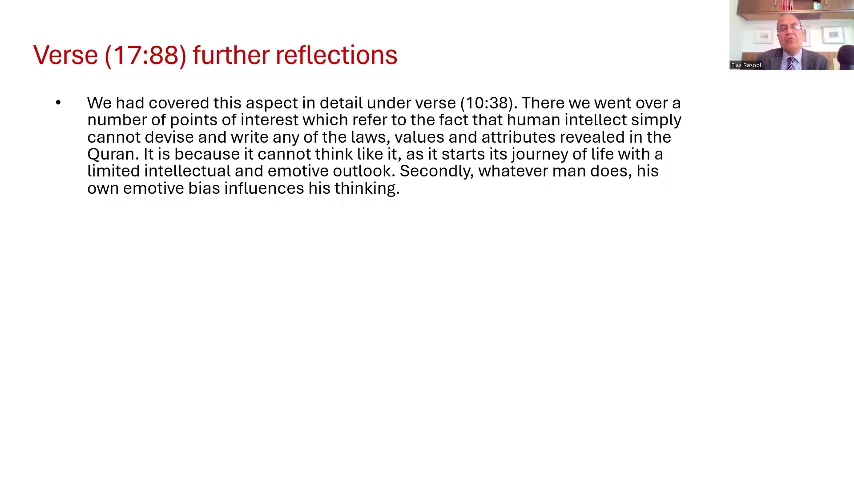 Verse (17:88) further reflections
• We had covered this aspect in detail under verse (10:38). There we went over a
number of points of interest which refer to the fact that human intellect simply
cannot devise and write any of the laws, values and attributes revealed in the
Quran. It is because it cannot think like it, as it starts its journey of life with a
limited intellectual and emotive outlook. Secondly, whatever man does, his
own emotive bias influences his thinking.